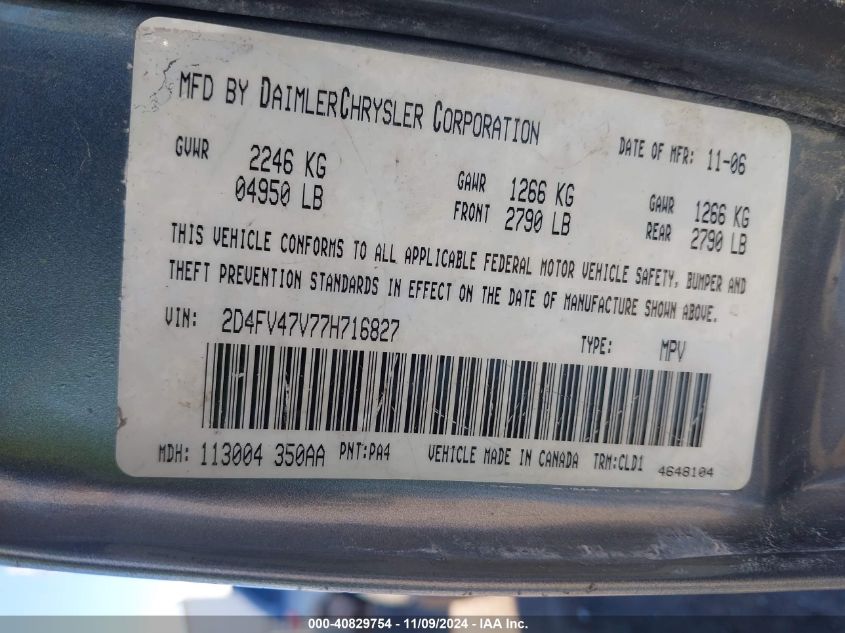 MFD BY DAIMLERCHRYSLER CORPORATION
DATE OF MFR: 11-06
GVWR 2246 KG
04950 LB
GAWR FRONT 1266 KG
2790 LB
GAWR REAR 1266 KG
2790 LB
THIS VEHICLE CONFORMS TO ALL APPLICABLE FEDERAL MOTOR VEHICLE SAFETY, BUMPER AND
THEFT PREVENTION STANDARDS IN EFFECT ON THE DATE OF MANUFACTURE SHOWN ABOVE.
VIN: 2D4FV47V77H716827
TYPE: MPV
MDH: 113004 350AA PNT:PA4 VEHICLE MADE IN CANADA TRM:CLD1 4648104
000-40829754 - 11/09/2024 - IAA Inc.